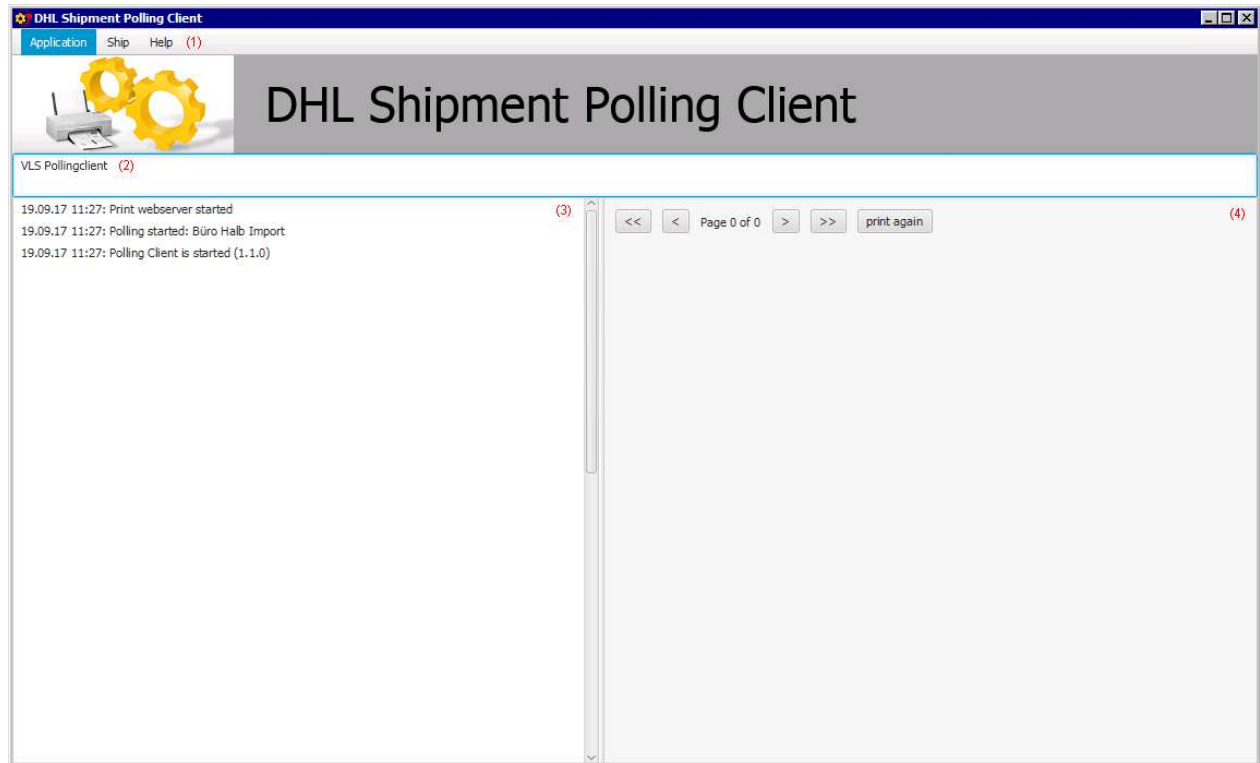 DHL Shipment Polling Client
Application Ship Help (1)
DHL Shipment Polling Client
VLS Pollingclient (2)
19.09.17 11:27: Print webserver started (3)
19.09.17 11:27: Polling started: Büro Halb Import
19.09.17 11:27: Polling Client is started (1.1.0)
<< < Page 0 of 0 > >> print again (4)